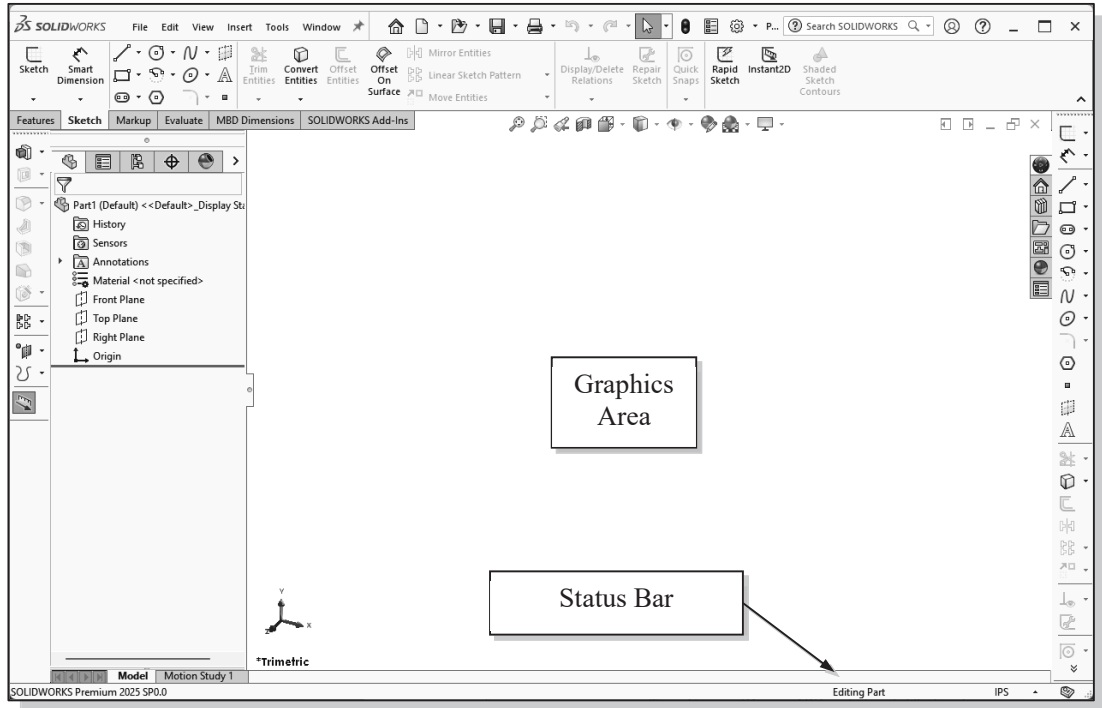 SOLIDWORKS File Edit View Insert Tools Window P... Search SOLIDWORKS
Sketch Smart Dimension Trim Entities Convert Entities Offset Entities Offset On Surface Mirror Entities Linear Sketch Pattern Move Entities Display/Delete Relations Repair Sketch Quick Snaps Rapid Sketch Instant2D Shaded Sketch Contours
Features Sketch Markup Evaluate MBD Dimensions SOLIDWORKS Add-Ins
Part1 (Default) <<Default>_Display Sta
History
Sensors
Annotations
Material <not specified>
Front Plane
Top Plane
Right Plane
Origin
Graphics
Area
Status Bar
Y
X
Z
*Trimetric
Model Motion Study 1
SOLIDWORKS Premium 2025 SP0.0 Editing Part IPS